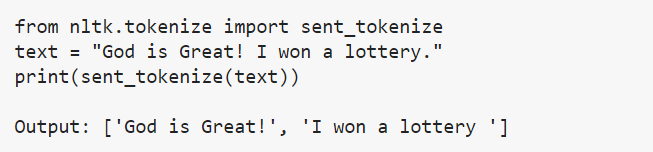 from nltk.tokenize import sent_tokenize
text = "God is Great! I won a lottery."
print(sent_tokenize(text))
Output: ['God is Great!', 'I won a lottery ']